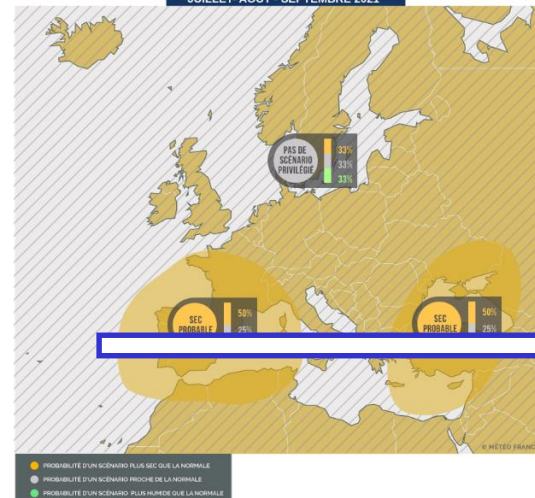 JUILLET- AOÛT - SEPTEMBRE 2021
PAS DE
SCÉNARIO
PRIVILÉGIÉ
33%
33%
33%
SEC
PROBABLE
50%
25%
SEC
PROBABLE
50%
25%
© MÉTÉO FRANC
PROBABILITÉ D'UN SCÉNARIO PLUS SEC QUE LA NORMALE
PROBABILITÉ D'UN SCÉNARIO PROCHE DE LA NORMALE
PROBABILITÉ D'UN SCÉNARIO PLUS HUMIDE QUE LA NORMALE